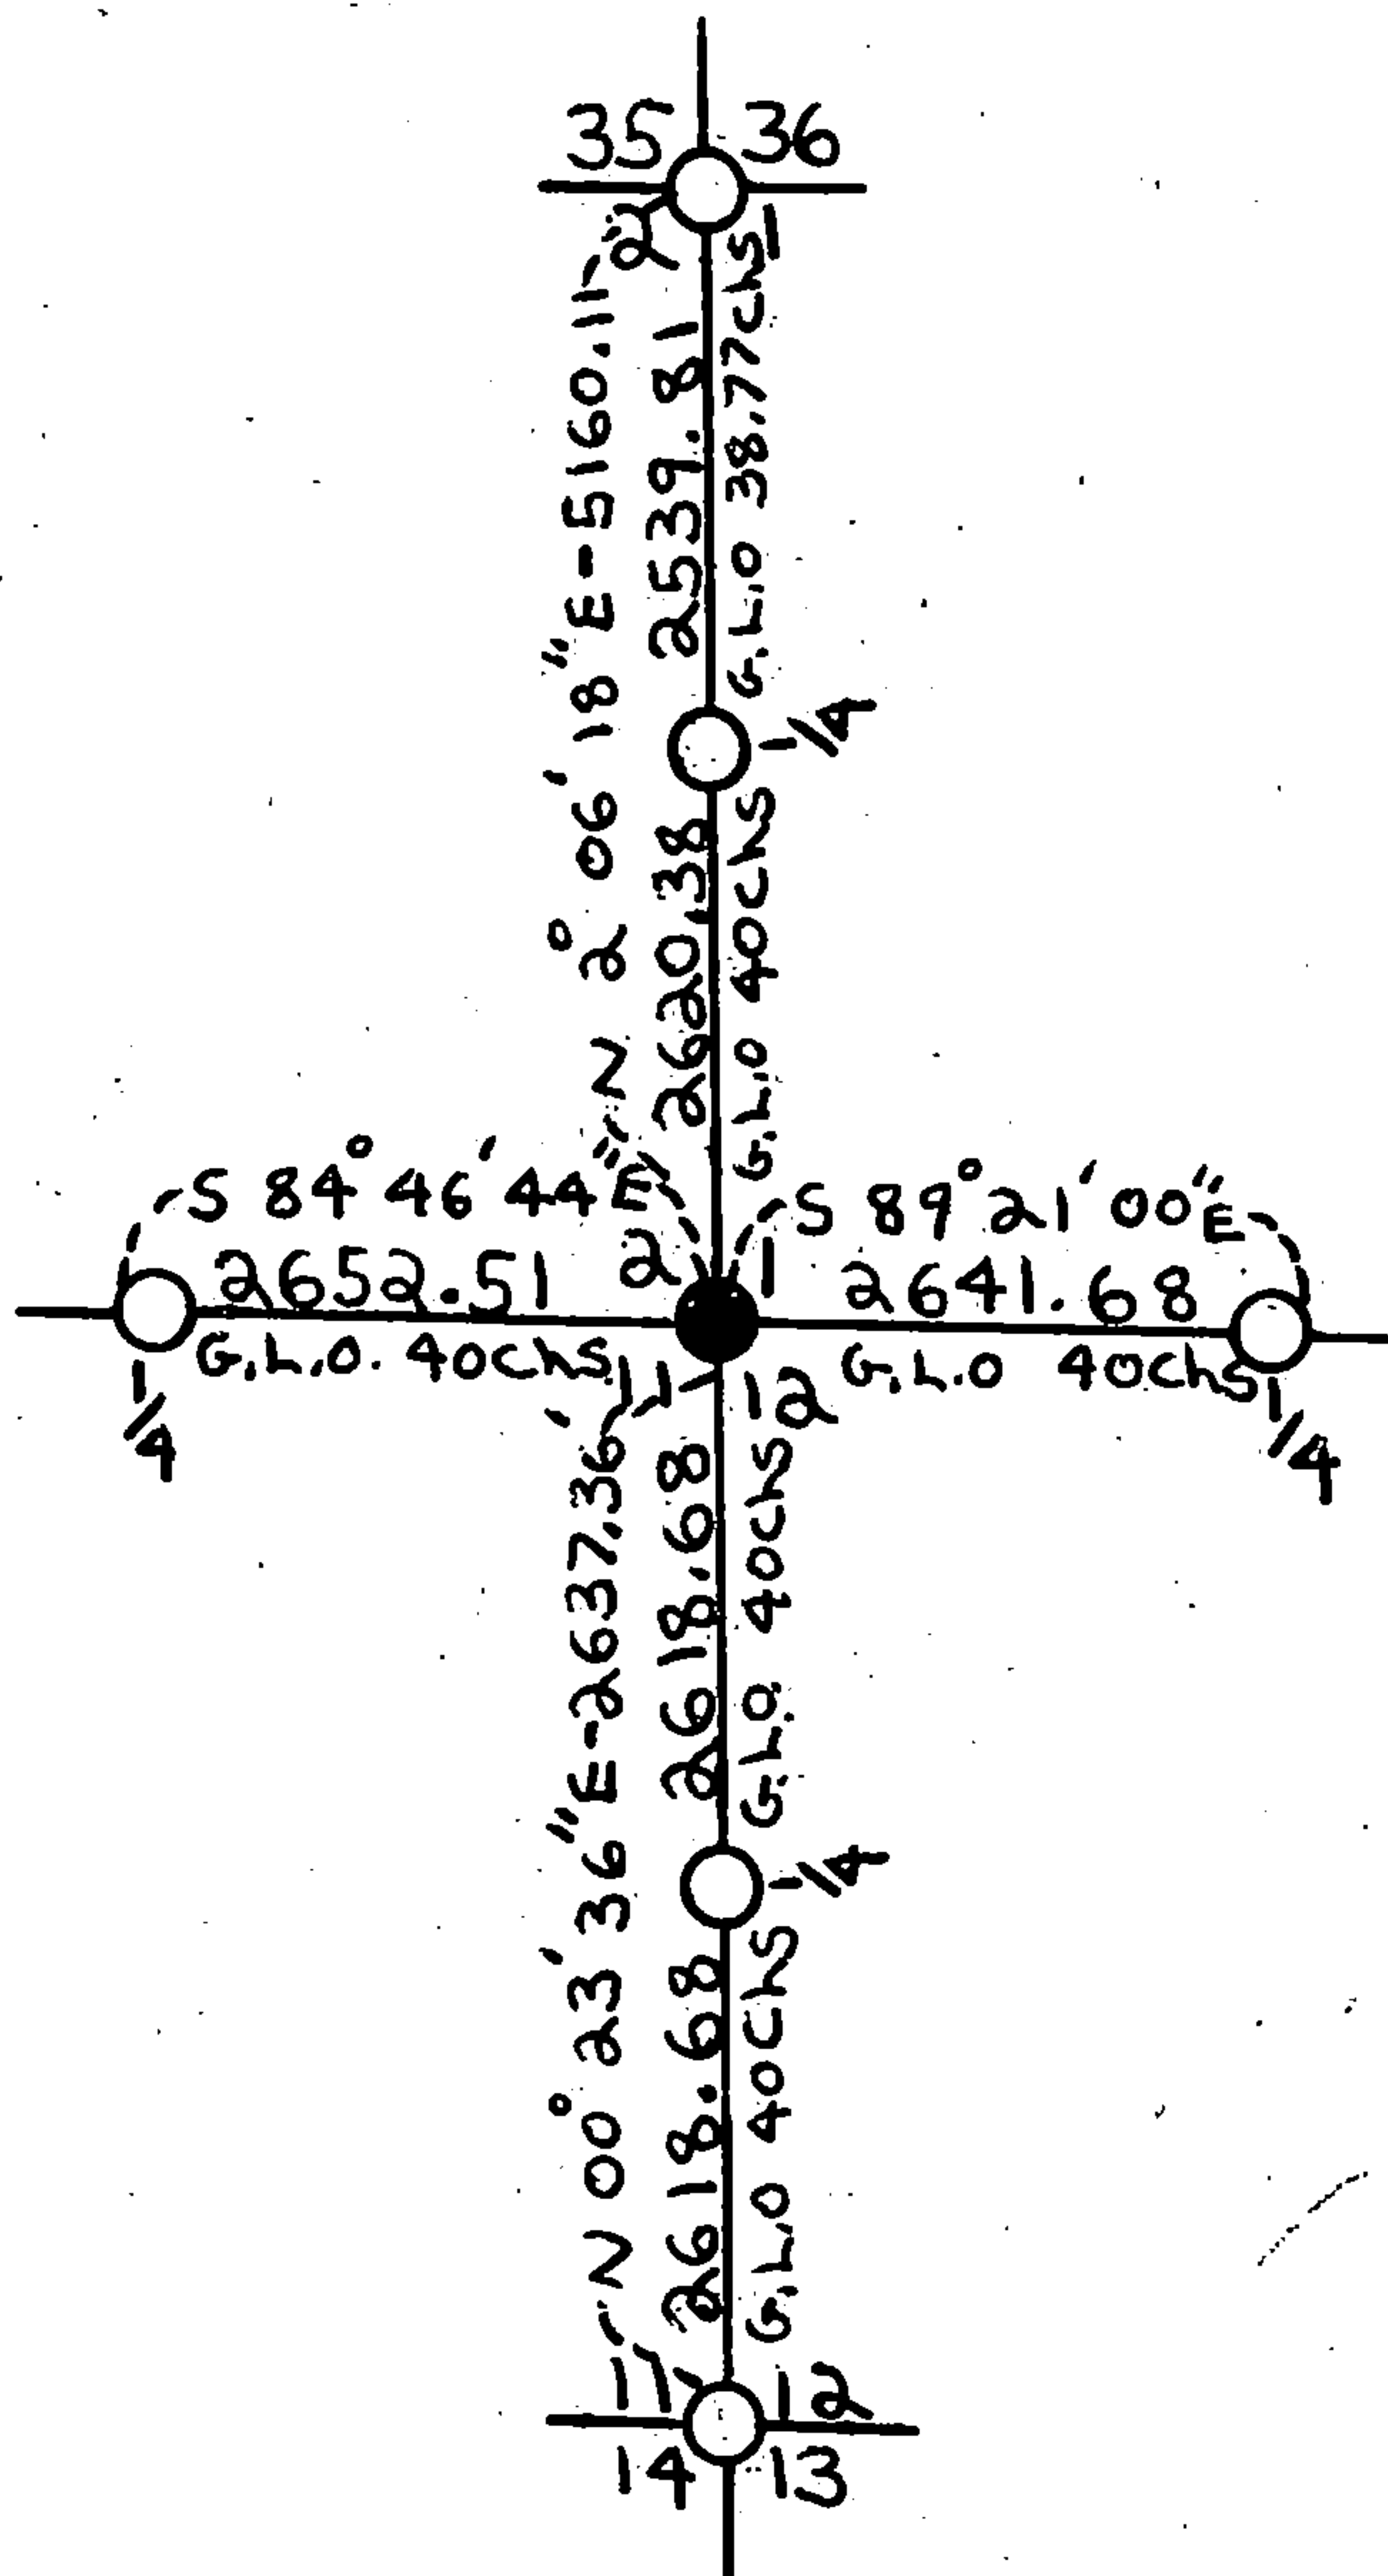 35 36
2 1
N 2° 06' 18" E-5160.11'
2539.81
G.L.O 38.77chs
1/4
2620.38
G.L.O 40chs
S 84° 46' 44" E
S 89° 21' 00" E
2652.51
2 1
2641.68
G.L.O. 40chs
11 12
G.L.O 40chs
1/4
1/4
N 00° 23' 36" E-2637.36'
2618.68
G.L.O. 40chs
1/4
2618.68
G.L.O 40chs
11 12
14 13